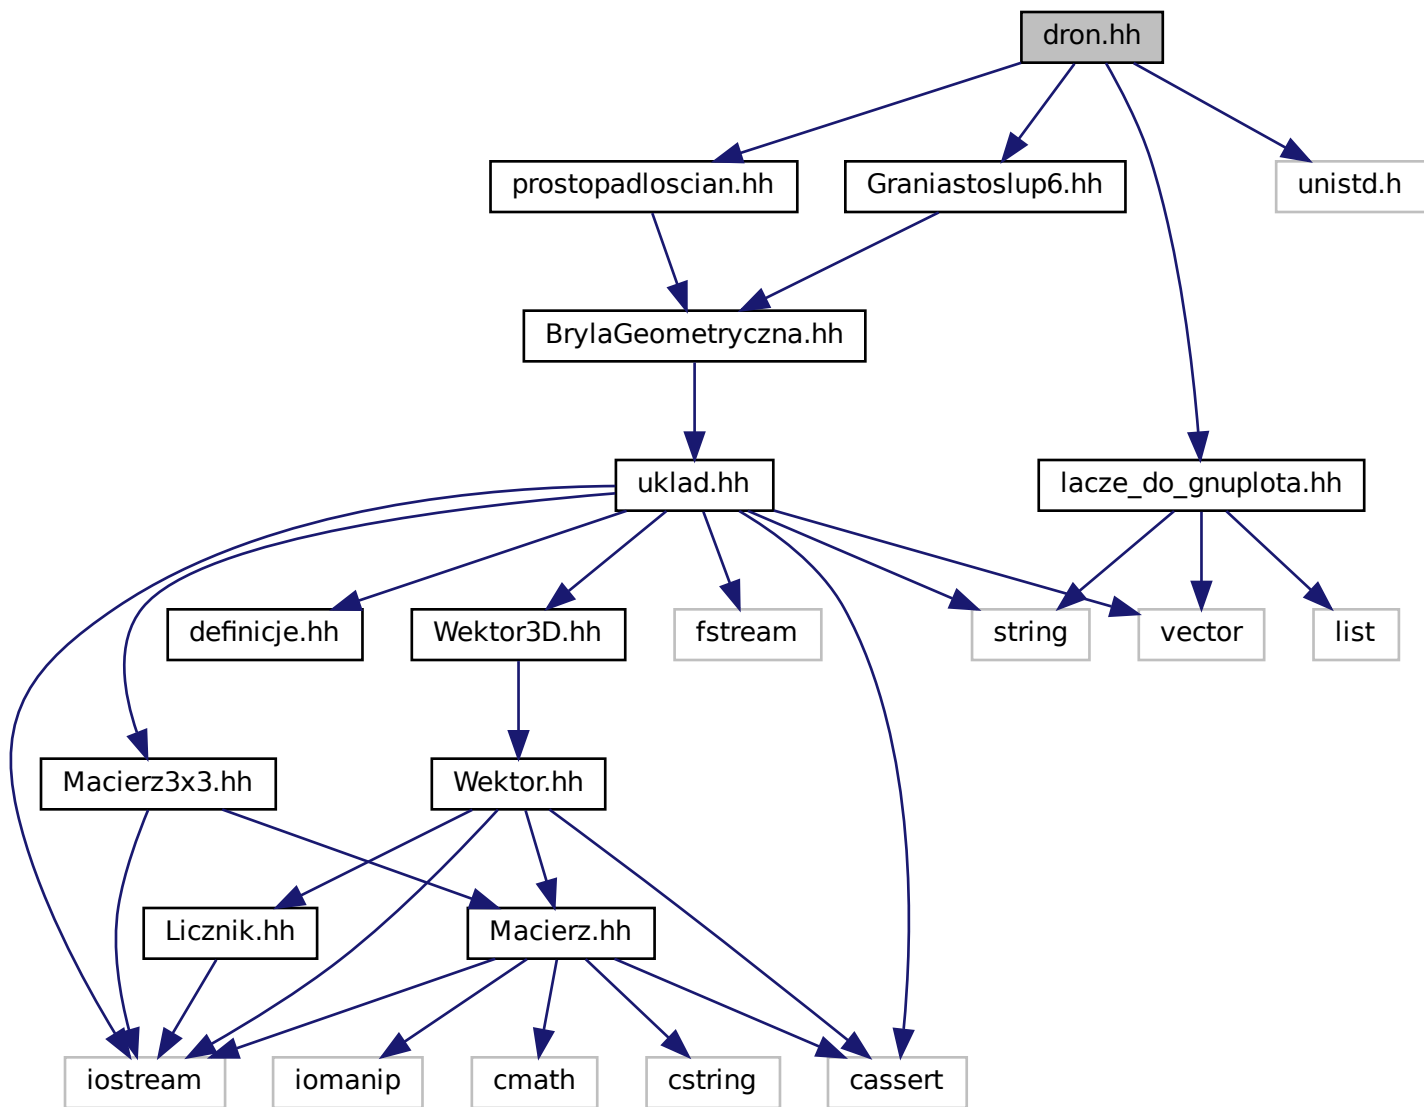 dron.hh
prostopadloscian.hh
Graniastoslup6.hh
unistd.h
BrylaGeometryczna.hh
uklad.hh
lacze_do_gnuplota.hh
definicje.hh
Wektor3D.hh
fstream
string
vector
list
Macierz3x3.hh
Wektor.hh
Licznik.hh
Macierz.hh
iostream
iomanip
cmath
cstring
cassert